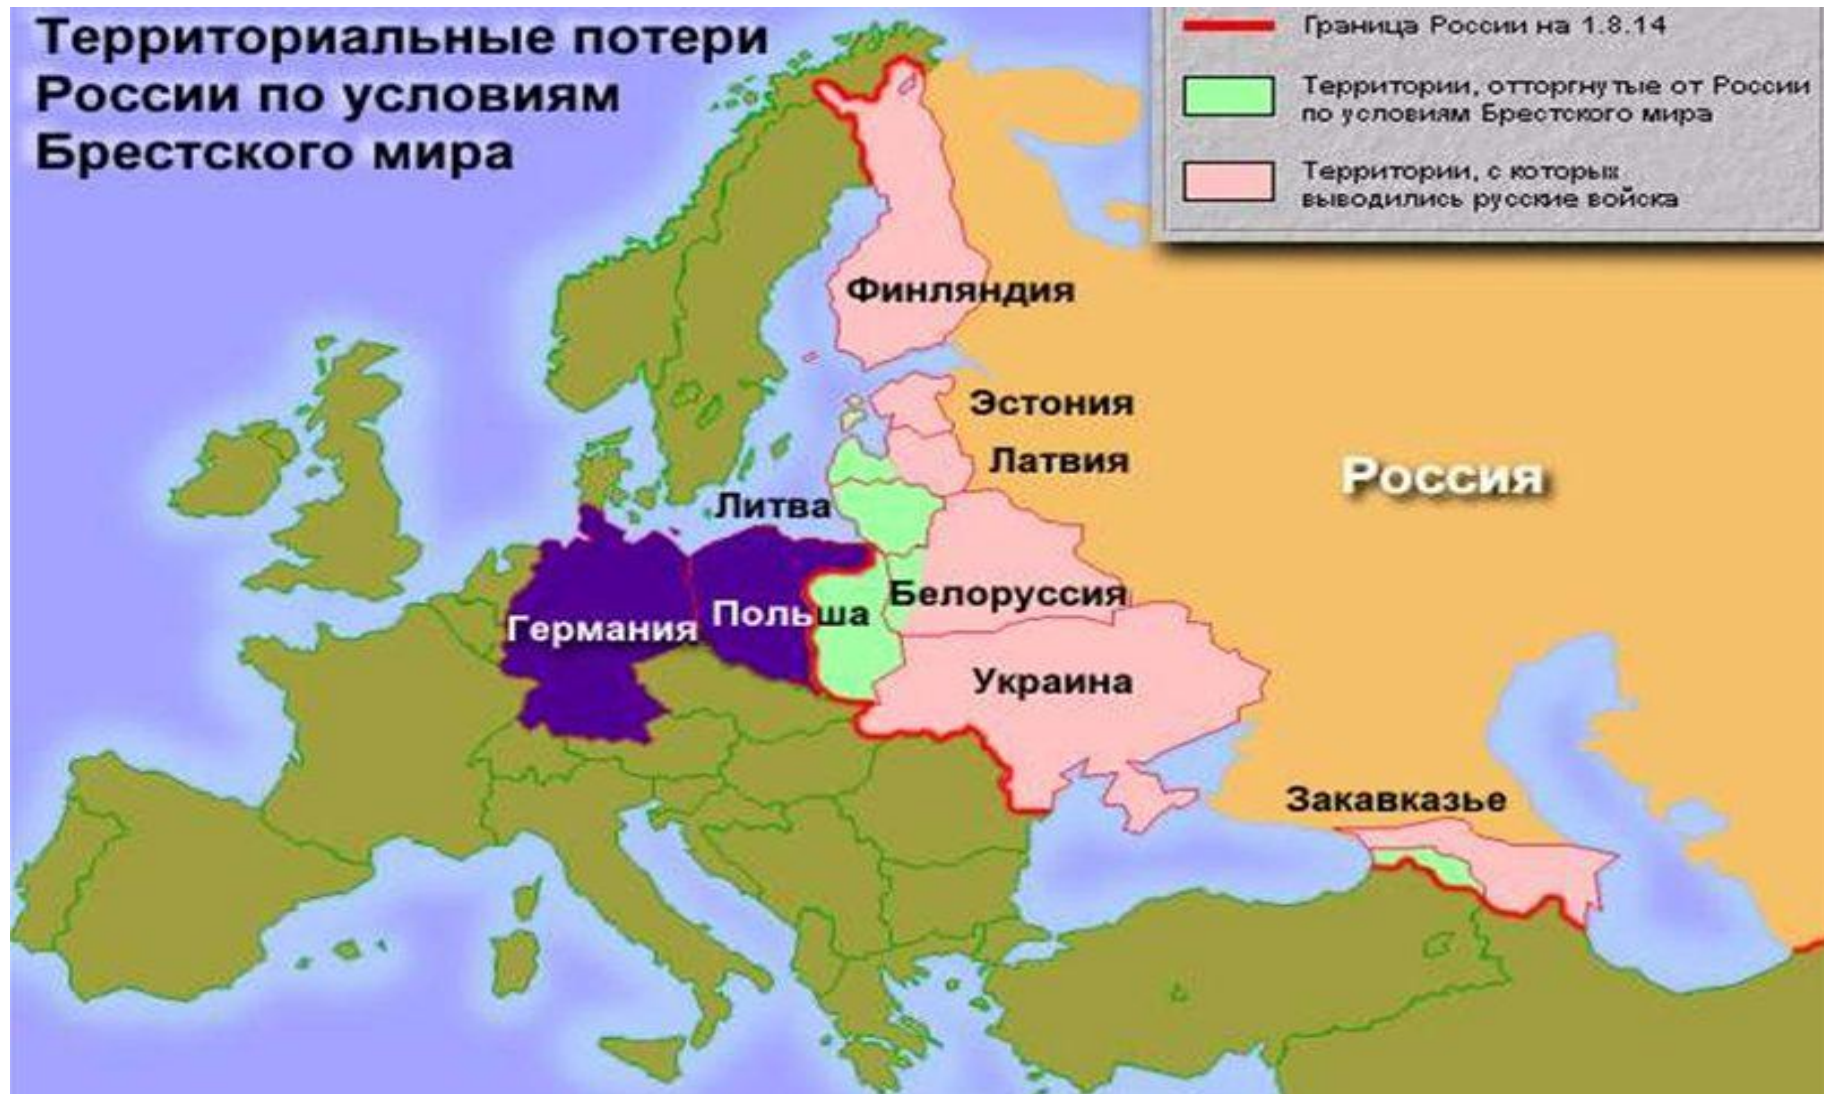 Территориальные потери
России по условиям
Брестского мира
Граница России на 1.8.14
Территории, отторгнутые от России
по условиям Брестского мира
Территории, с которых
выводились русские войска
Финляндия
Эстония
Латвия
Россия
Литва
Белоруссия
Германия
Польша
Украина
Закавказье